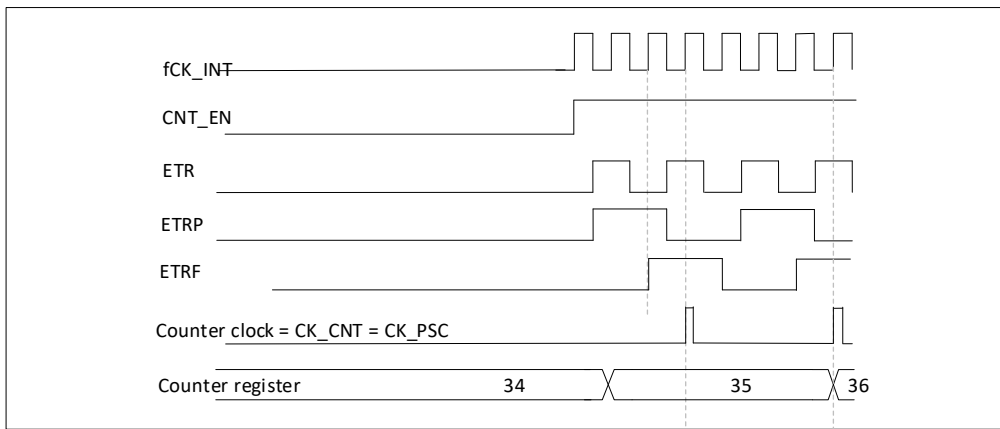 fCK_INT
CNT_EN
ETR
ETRP
ETRF
Counter clock = CK_CNT = CK_PSC
Counter register 34 35 36